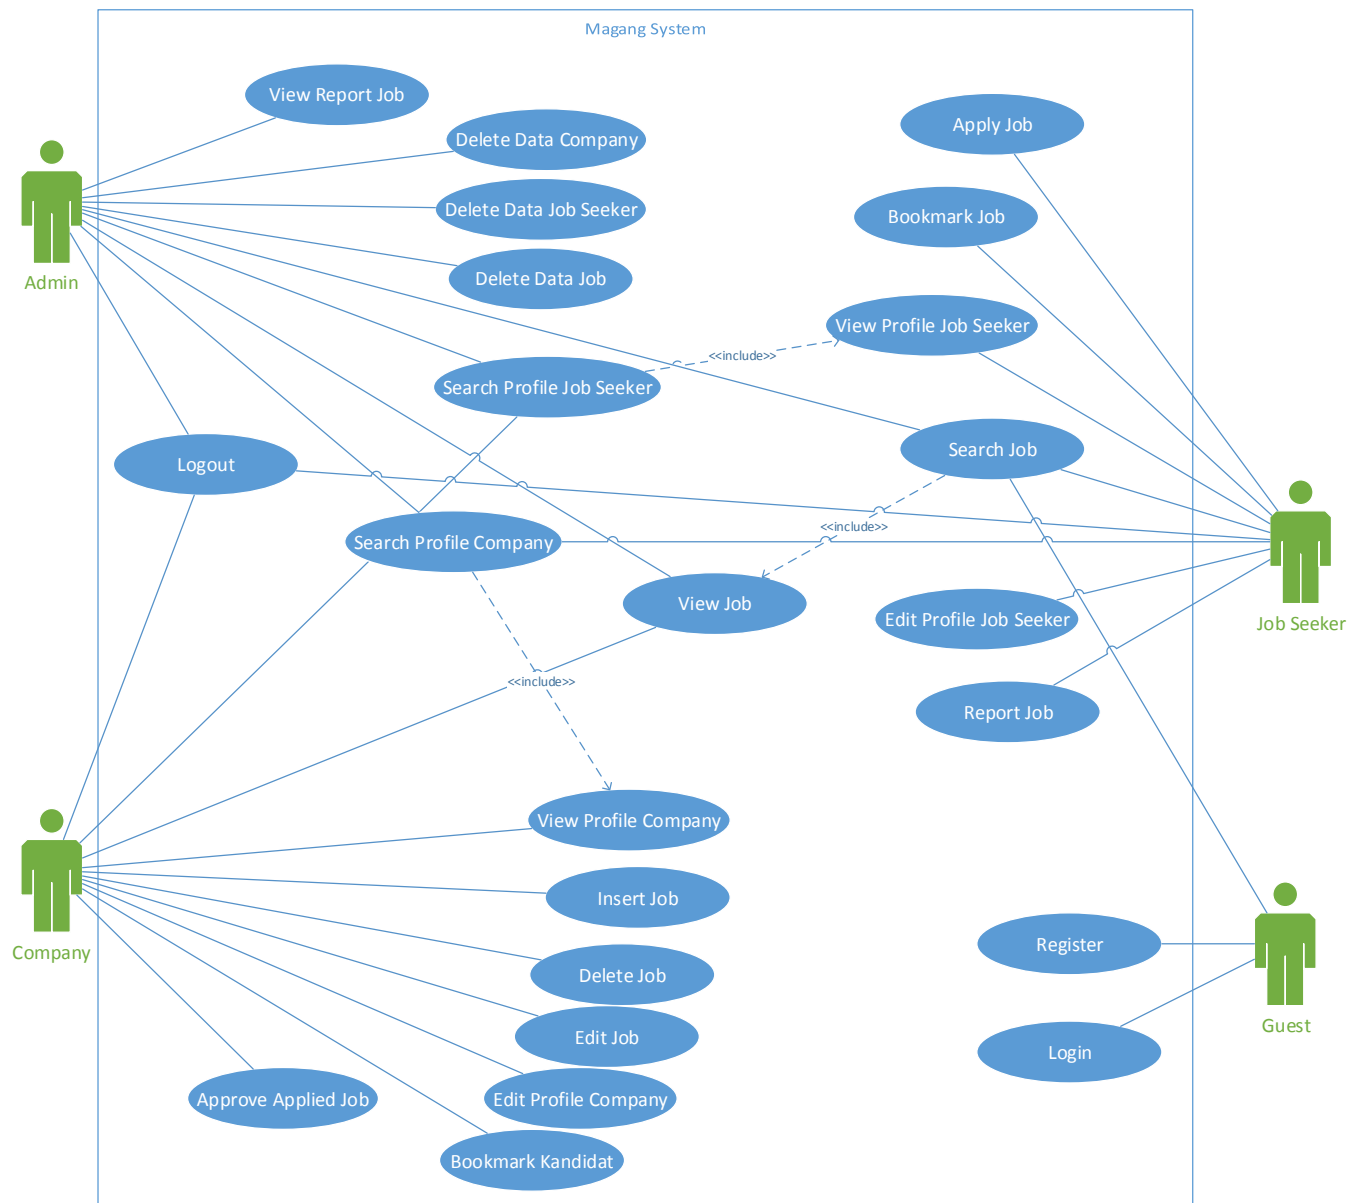 Magang System
View Report Job
Apply Job
Delete Data Company
Delete Data Job Seeker
Bookmark Job
Admin
Delete Data Job
View Profile Job Seeker
<<include>>
Search Profile Job Seeker
Search Job
Logout
<<include>>
Search Profile Company
View Job
Edit Profile Job Seeker
Job Seeker
<<include>>
Report Job
View Profile Company
Insert Job
Company
Register
Delete Job
Guest
Edit Job
Login
Approve Applied Job
Edit Profile Company
Bookmark Kandidat